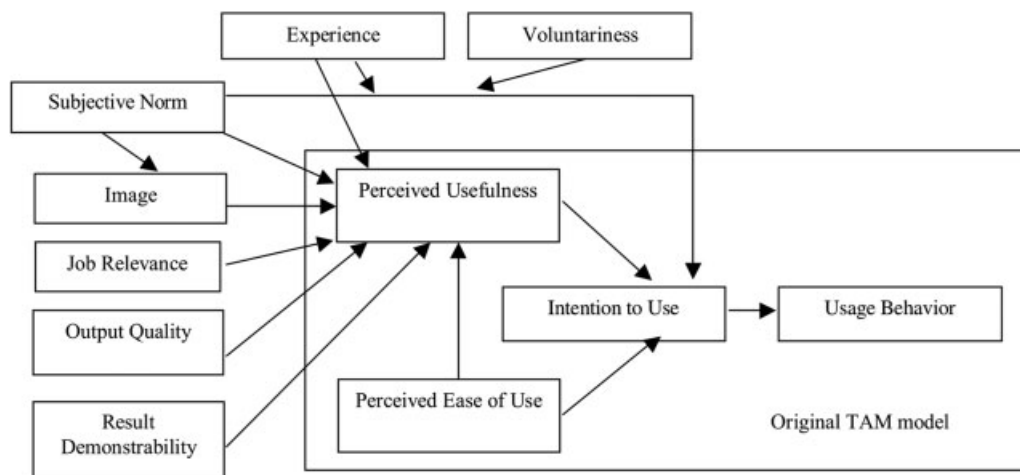 Experience
Voluntariness
Subjective Norm
Image
Perceived Usefulness
Job Relevance
Intention to Use
Usage Behavior
Output Quality
Perceived Ease of Use
Result
Demonstrability
Original TAM model